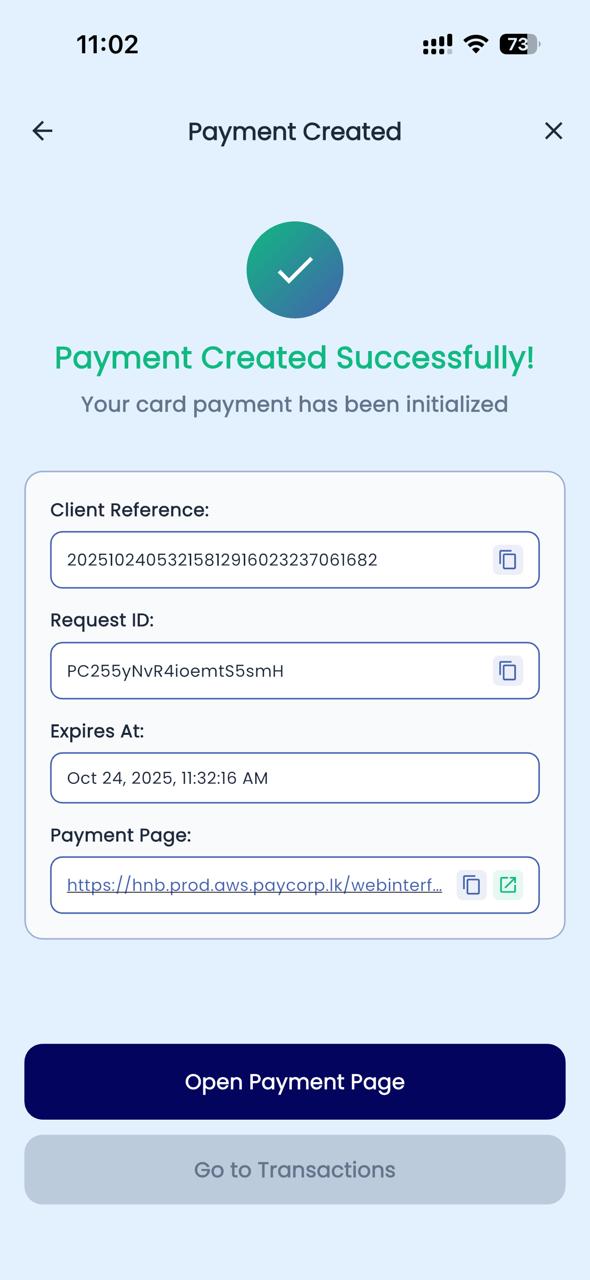 11:02
73
Payment Created
Payment Created Successfully!
Your card payment has been initialized
Client Reference:
20251024053215812916023237061682
Request ID:
PC255yNvR4ioemtS5smH
Expires At:
Oct 24, 2025, 11:32:16 AM
Payment Page:
https://hnb.prod.aws.paycorp.lk/webinterf...
Open Payment Page
Go to Transactions